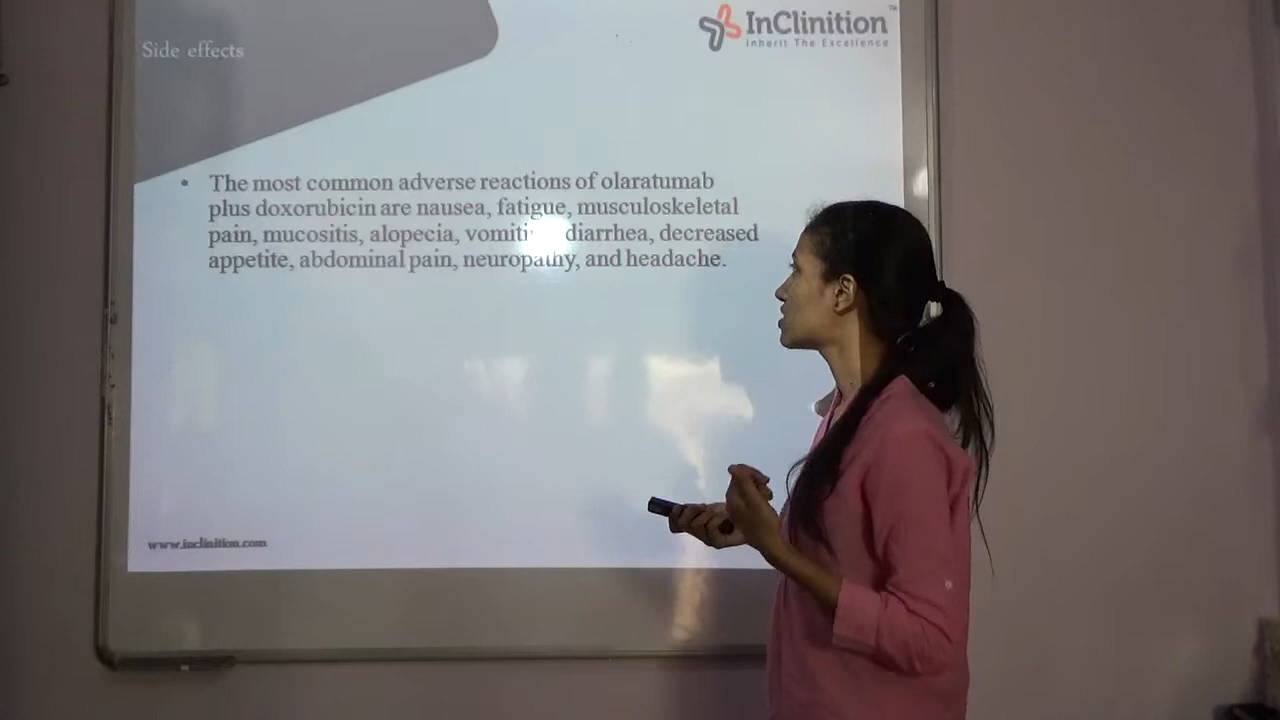 Side effects
InClinition™
Inherit The Excellence
• The most common adverse reactions of olaratumab
plus doxorubicin are nausea, fatigue, musculoskeletal
pain, mucositis, alopecia, diarrhea, decreased
appetite, abdominal pain, neuropathy, and headache.
www.inclinition.com